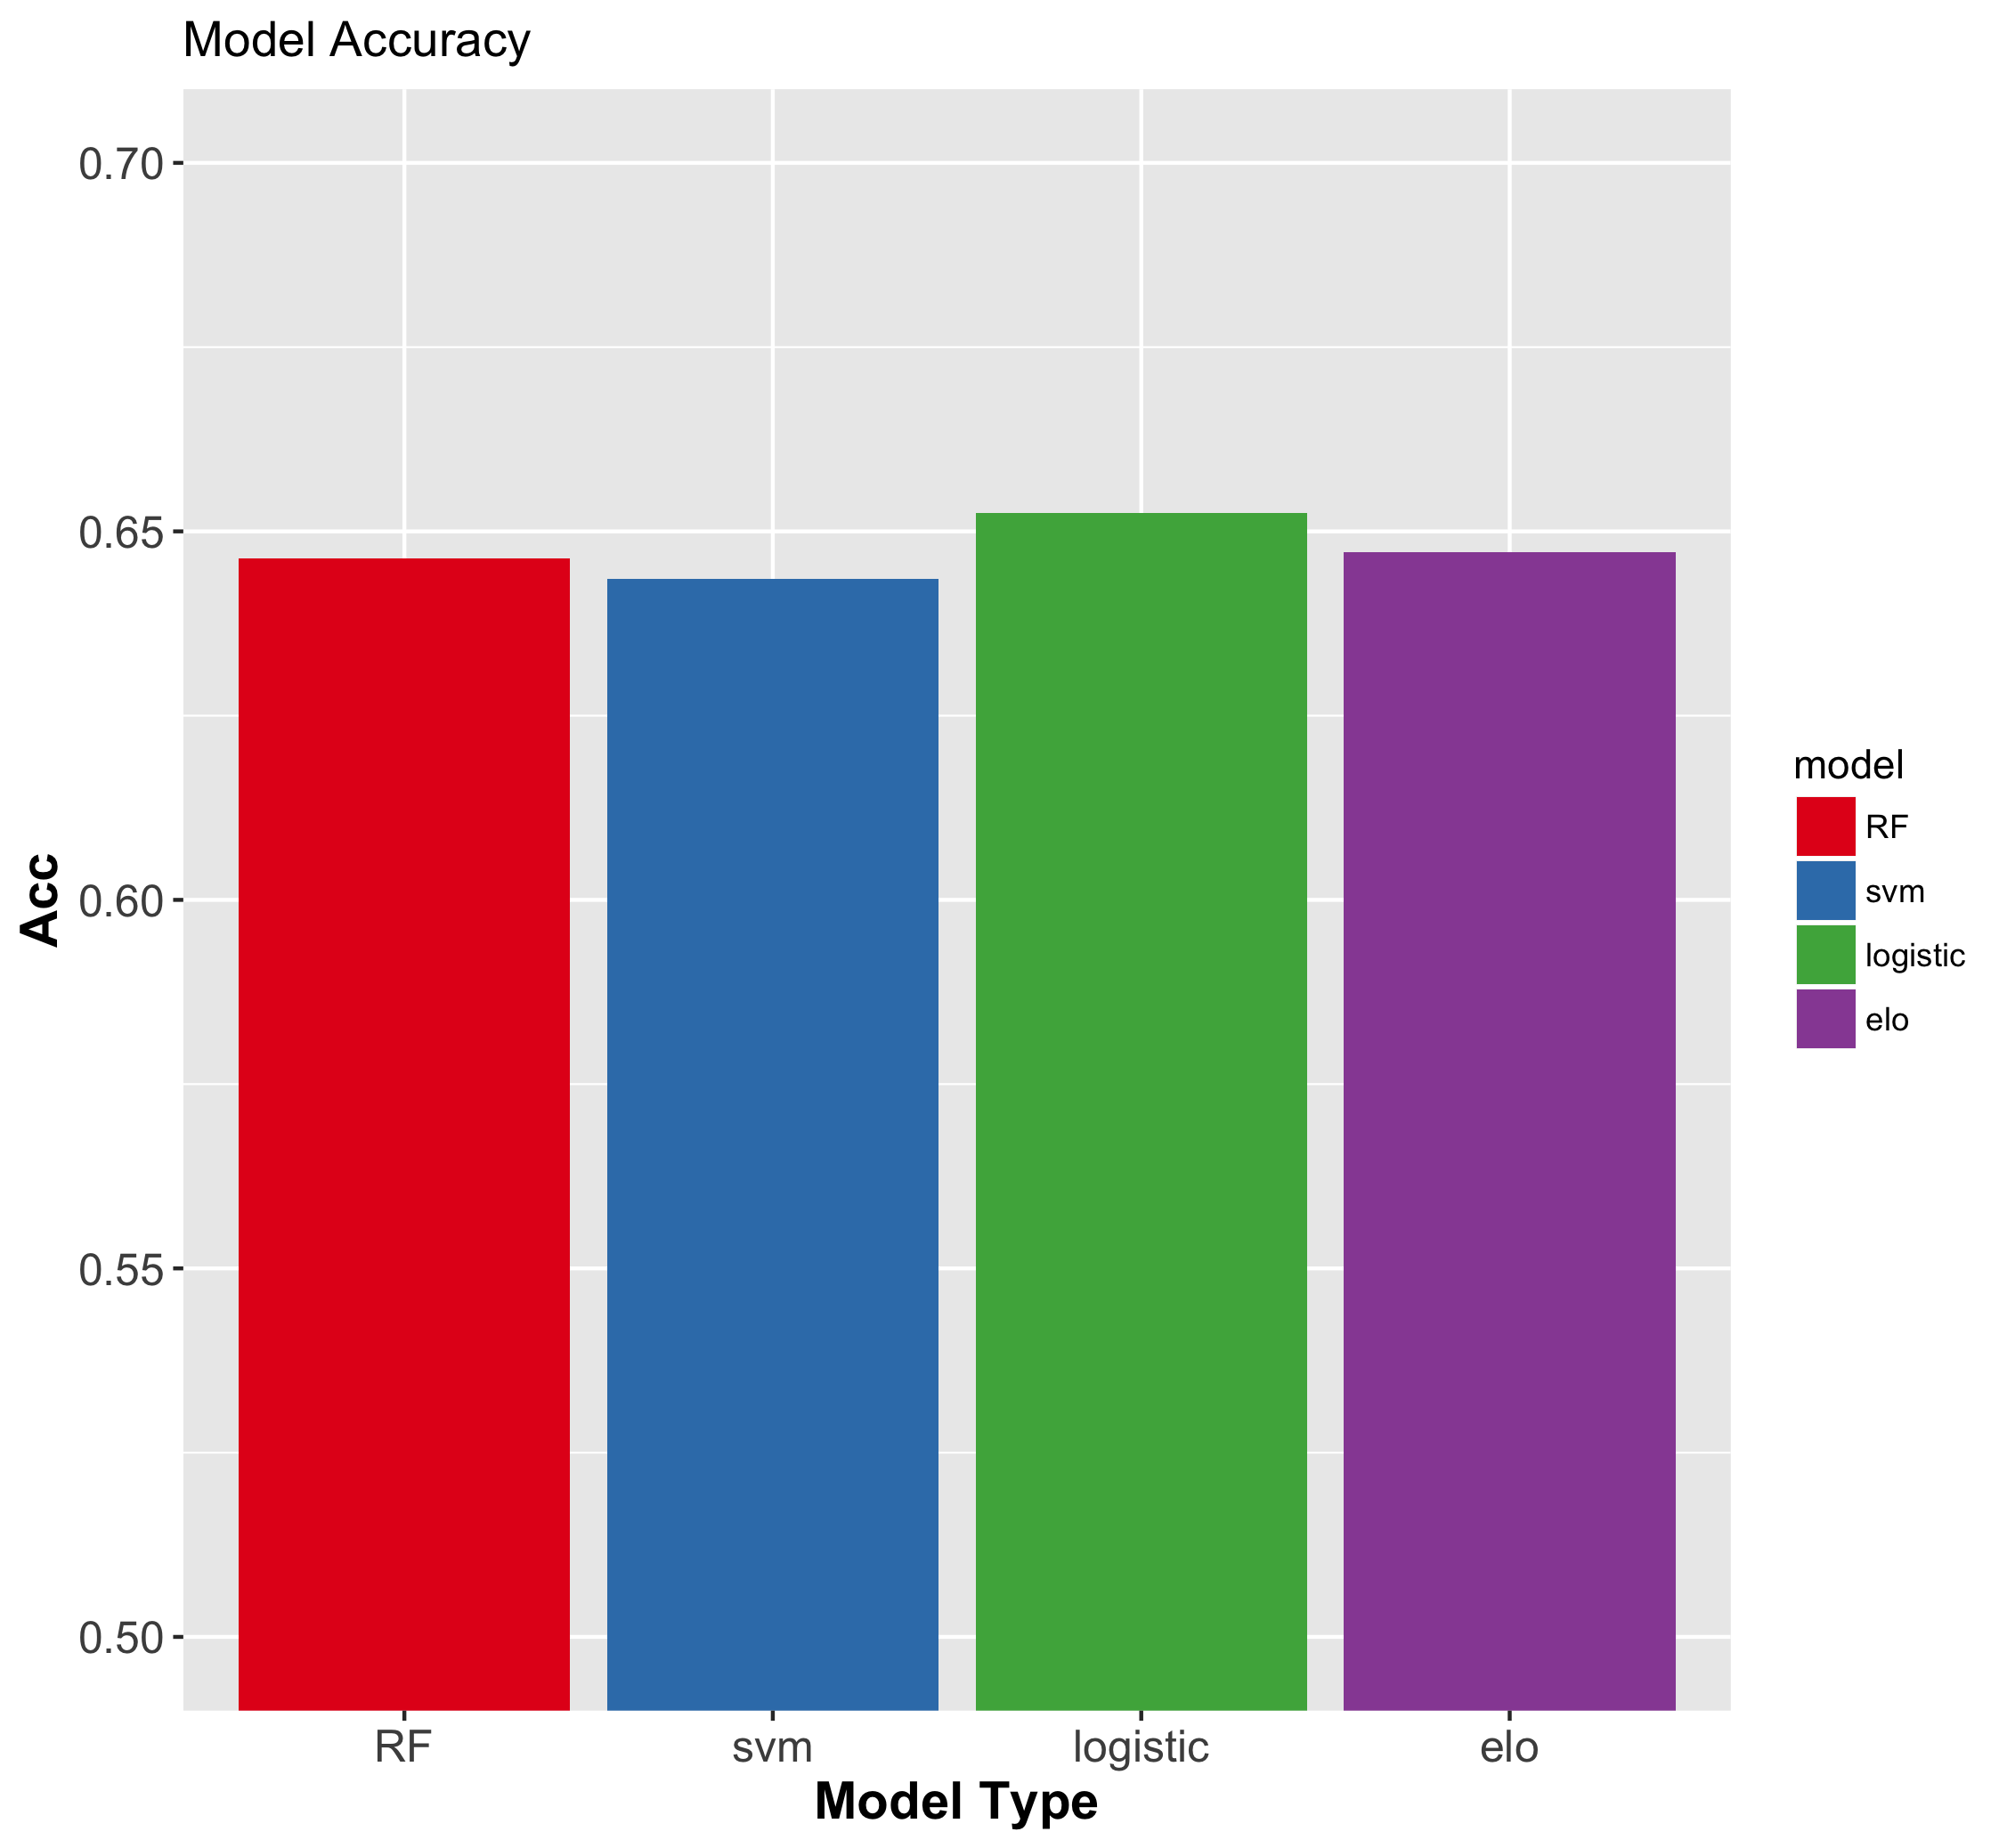 Model Accuracy
0.70
0.65
0.60
0.55
0.50
Acc
RF
svm
logistic
elo
Model Type
model
RF
svm
logistic
elo